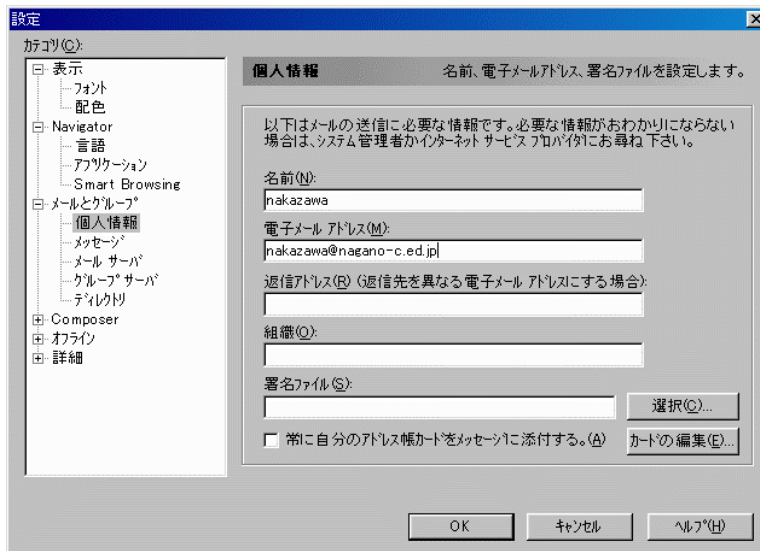 設定
カテゴリ(C):
表示
フォント
配色
Navigator
言語
アプリケーション
Smart Browsing
メールとグループ
個人情報
メッセージ
メール サーバ
グループ サーバ
ディレクトリ
Composer
オフライン
詳細
個人情報 名前、電子メールアドレス、署名ファイルを設定します。
以下はメールの送信に必要な情報です。必要な情報がおわかりにならない
場合は、システム管理者かインターネット サービス プロバイダにお尋ね下さい。
名前(N):
nakazawa
電子メール アドレス(M):
nakazawa@nagano-c.ed.jp
返信アドレス(R) (返信先を異なる電子メール アドレスにする場合):
組織(O):
署名ファイル(S):
選択(C)...
常に自分のアドレス帳カードをメッセージに添付する。(A) カードの編集(E)...
OK キャンセル ヘルプ(H)